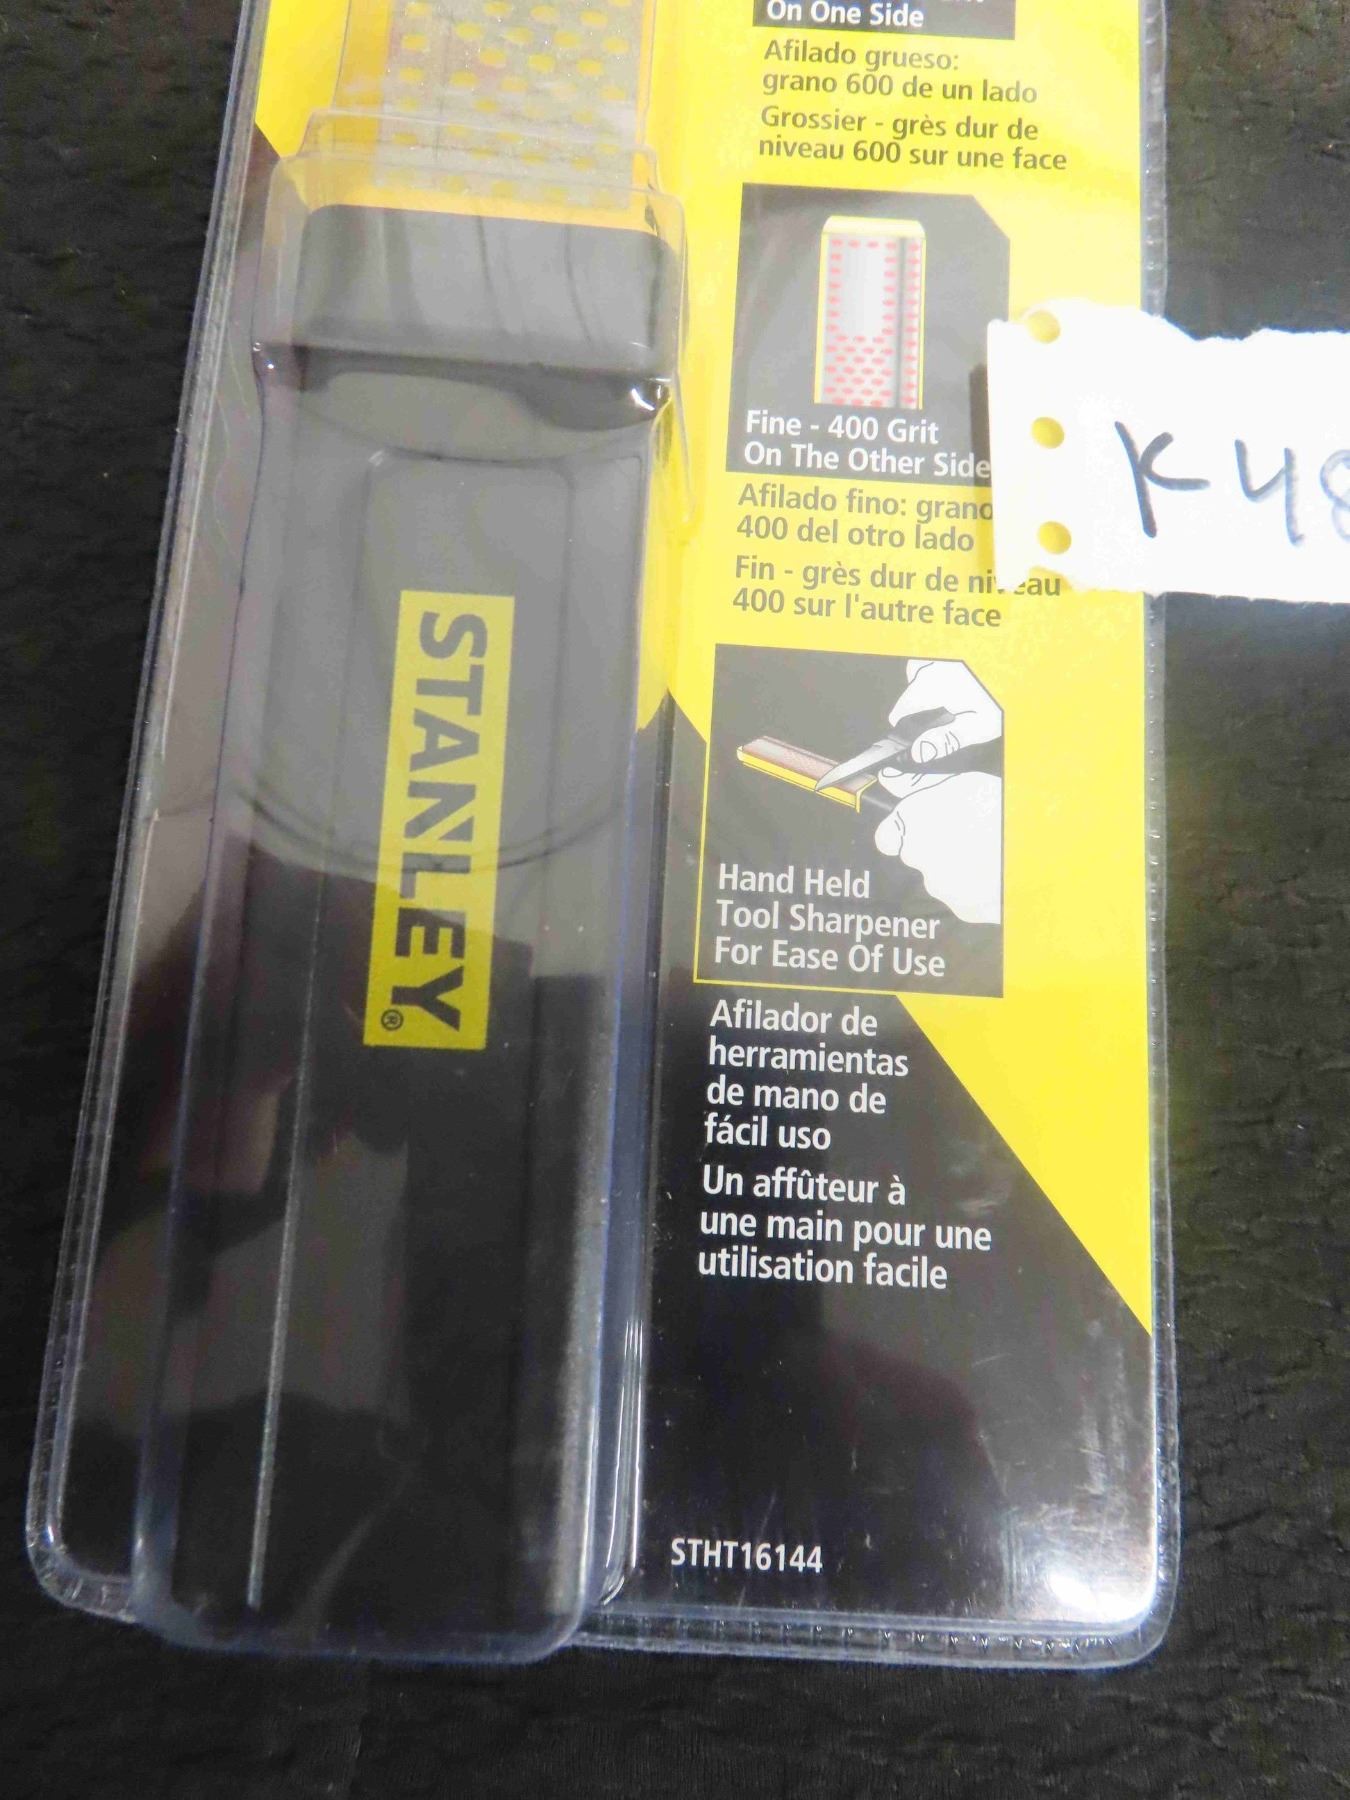 On One Side
Afilado grueso:
grano 600 de un lado
Grossier - grès dur de
niveau 600 sur une face
Fine - 400 Grit
On The Other Side
Afilado fino: grano
400 del otro lado
Fin - grès dur de niveau
400 sur l'autre face
K48
STANLEY®
Hand Held
Tool Sharpener
For Ease Of Use
Afilador de
herramientas
de mano de
fácil uso
Un affûteur à
une main pour une
utilisation facile
STHT16144